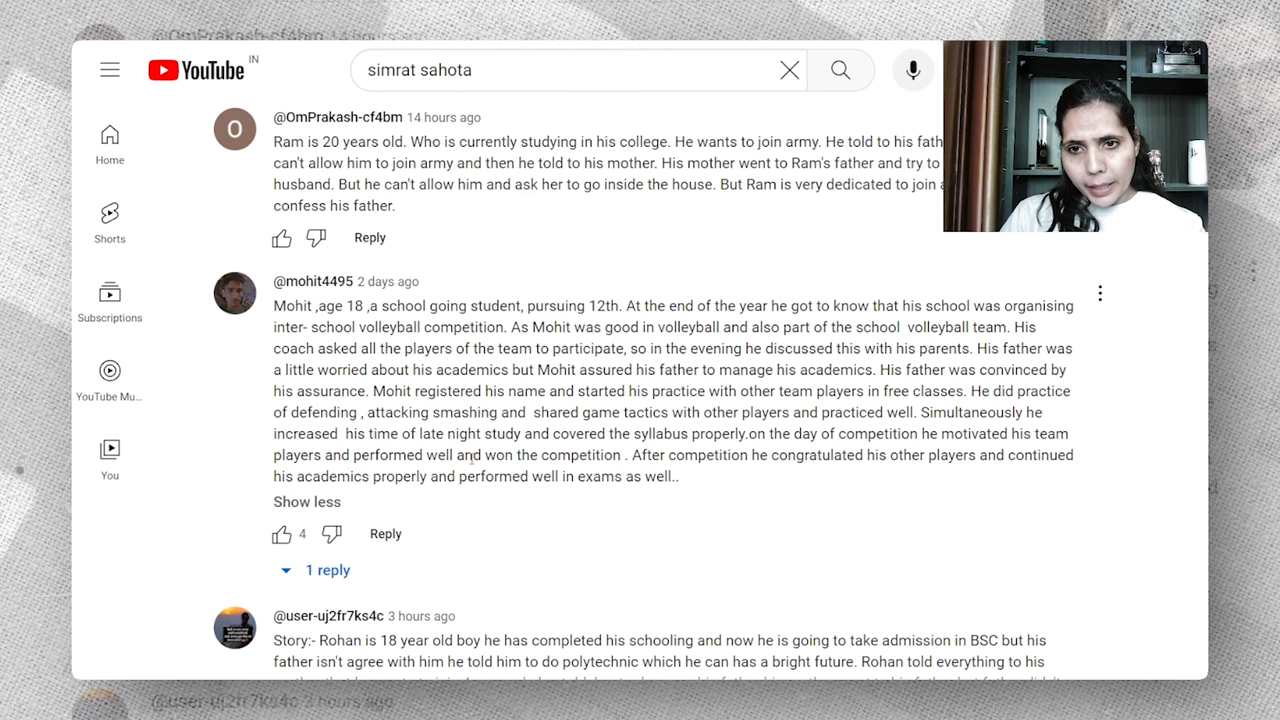 @OmPrakash-cf4bm
YouTube IN
simrat sahota
@OmPrakash-cf4bm 14 hours ago
O
Ram is 20 years old. Who is currently studying in his college. He wants to join army. He told to his fath
can't allow him to join army and then he told to his mother. His mother went to Ram's father and try to
husband. But he can't allow him and ask her to go inside the house. But Ram is very dedicated to join a
confess his father.
Reply
Home
Shorts
Subscriptions
YouTube Mu...
You
@mohit4495 2 days ago
Mohit ,age 18 ,a school going student, pursuing 12th. At the end of the year he got to know that his school was organising
inter- school volleyball competition. As Mohit was good in volleyball and also part of the school  volleyball team. His
coach asked all the players of the team to participate, so in the evening he discussed this with his parents. His father was
a little worried about his academics but Mohit assured his father to manage his academics. His father was convinced by
his assurance. Mohit registered his name and started his practice with other team players in free classes. He did practice
of defending , attacking smashing and  shared game tactics with other players and practiced well. Simultaneously he
increased  his time of late night study and covered the syllabus properly.on the day of competition he motivated his team
players and performed well and won the competition . After competition he congratulated his other players and continued
his academics properly and performed well in exams as well..
Show less
4 Reply
1 reply
@user-uj2fr7ks4c 3 hours ago
Story:- Rohan is 18 year old boy he has completed his schooling and now he is going to take admission in BSC but his
father isn't agree with him he told him to do polytechnic which he can has a bright future. Rohan told everything to his
@user-uj2fr7ks4c 3 hours ago